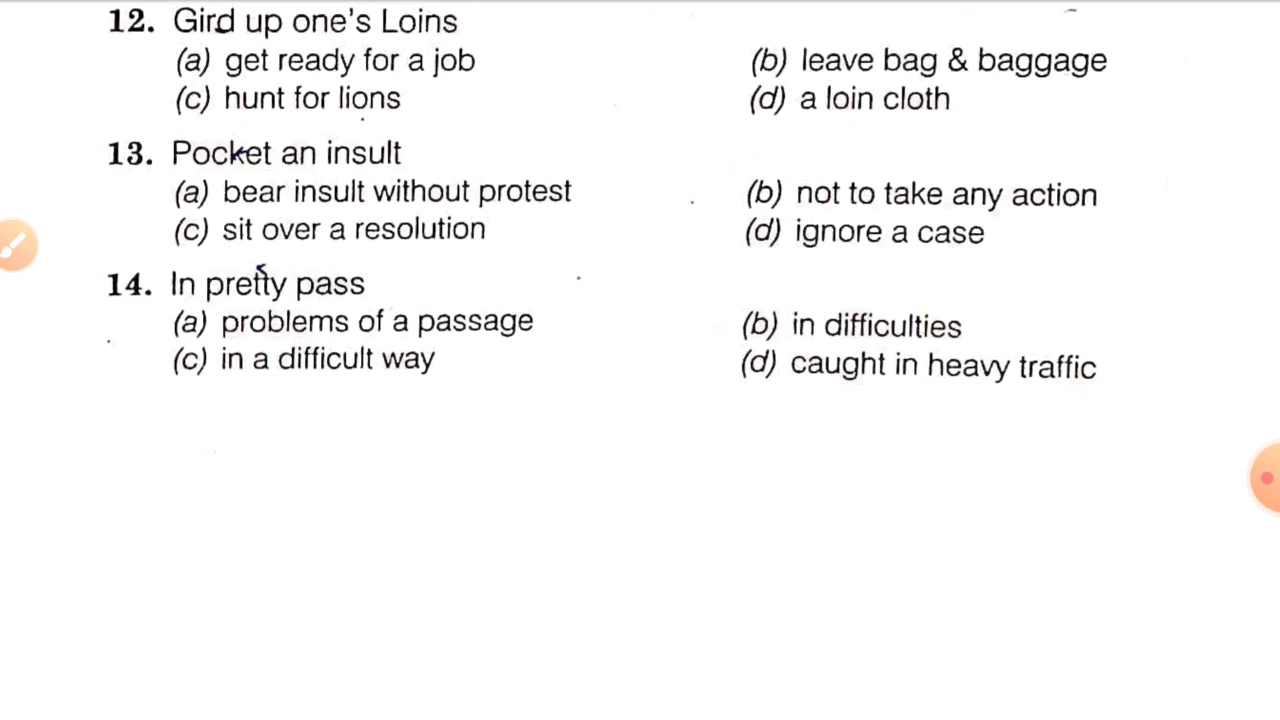 12. Gird up one's Loins
(a) get ready for a job (b) leave bag & baggage
(c) hunt for lions (d) a loin cloth
13. Pocket an insult
(a) bear insult without protest (b) not to take any action
(c) sit over a resolution (d) ignore a case
14. In pretty pass
(a) problems of a passage (b) in difficulties
(c) in a difficult way (d) caught in heavy traffic